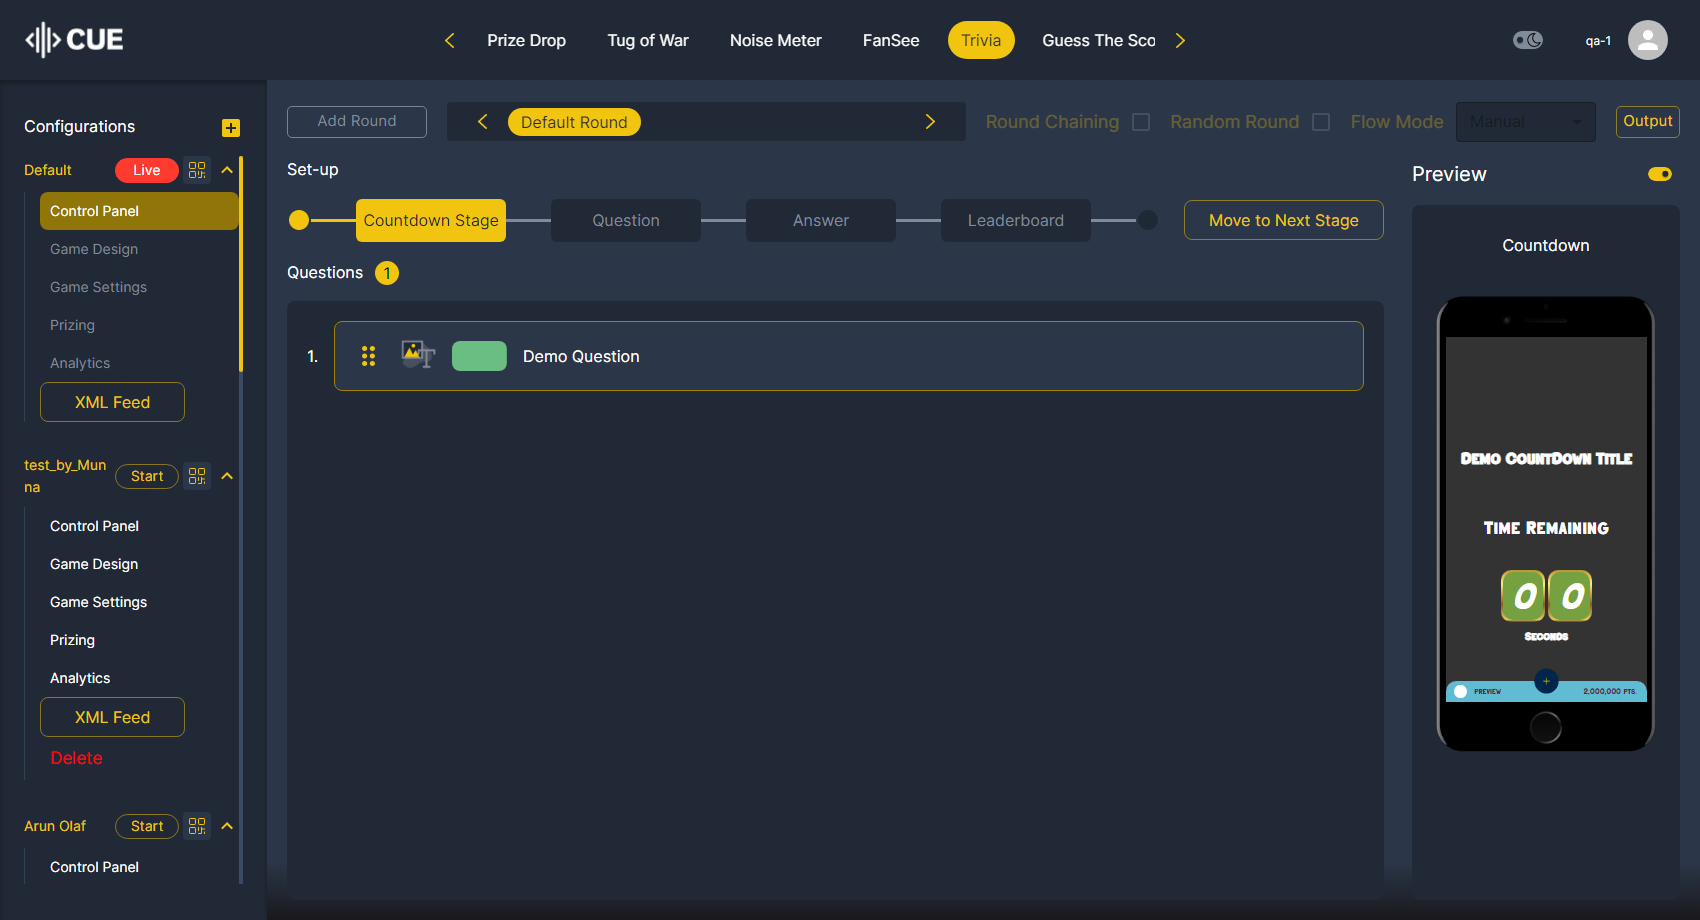 CUE
Prize Drop
Tug of War
Noise Meter
FanSee
Trivia
Guess The Sco
qa-1
Configurations
Default
Live
Control Panel
Game Design
Game Settings
Prizing
Analytics
XML Feed
test_by_Mun
na
Start
Control Panel
Game Design
Game Settings
Prizing
Analytics
XML Feed
Delete
Arun Olaf
Start
Control Panel
Add Round
Default Round
Round Chaining
Random Round
Flow Mode
Manual
Output
Set-up
Countdown Stage
Question
Answer
Leaderboard
Move to Next Stage
Questions 1
1.
Demo Question
Preview
Countdown
Demo CountDown Title
Time Remaining
0 0
Seconds
PREVIEW
2,000,000 PTS.